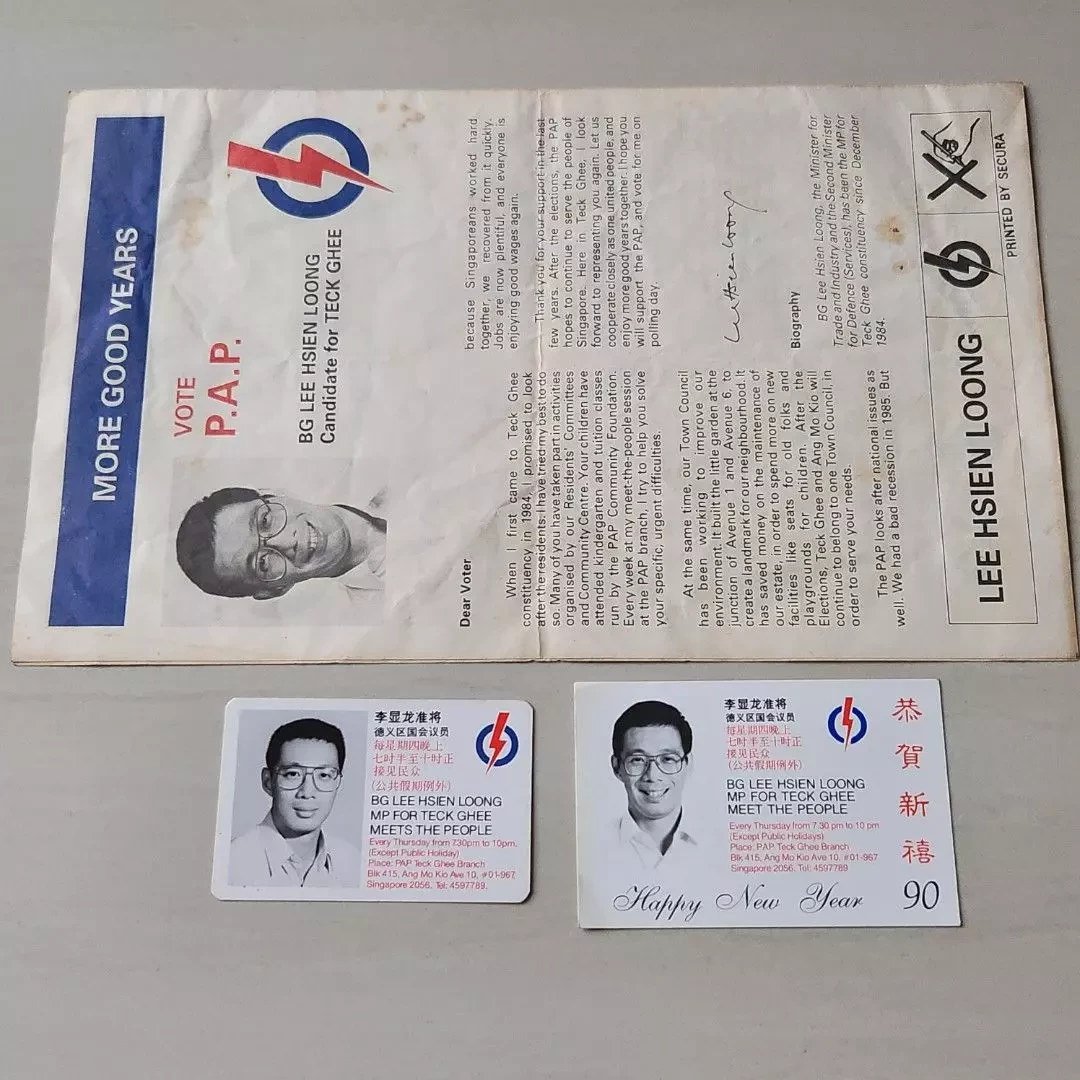 MORE GOOD YEARS
VOTE
P.A.P.
BG LEE HSIEN LOONG
Candidate for TECK GHEE
Dear Voter
When I first came to Teck Ghee
constituency in 1984, I promised to look
after the residents. I have tried my best to do
so. Many of you have taken part in activities
organised by our Residents' Committees
and Community Centre. Your children have
attended kindergarten and tuition classes
run by the PAP Community Foundation.
Every week at my meet-the-people session
at the PAP branch, I try to help you solve
your specific, urgent difficulties.
At the same time, our Town Council
has been working to improve our
environment. It built the little garden at the
junction of Avenue 1 and Avenue 6, to
create a landmark for our neighbourhood. It
has saved money on the maintenance of
our estate, in order to spend more on new
facilities like seats for old folks and
playgrounds for children. After the
Elections, Teck Ghee and Ang Mo Kio will
continue to belong to one Town Council, in
order to serve your needs.
The PAP looks after national issues as
well. We had a bad recession in 1985. But
because Singaporeans worked hard
together, we recovered from it quickly.
Jobs are now plentiful, and everyone is
enjoying good wages again.
Thank you for your support in the last
few years. After the elections, the PAP
hopes to continue to serve the people of
Singapore. Here in Teck Ghee, I look
forward to representing you again. Let us
cooperate closely as one united people, and
enjoy more good years together. I hope you
will support the PAP, and vote for me on
polling day.
Lee Hsien Loong
Biography
BG Lee Hsien Loong, the Minister for
Trade and Industry and the Second Minister
for Defence (Services), has been the MP for
Teck Ghee constituency since December
1984.
LEE HSIEN LOONG
X
PRINTED BY SECURA
李显龙准将
德义区国会议员
每星期四晚上
七时半至十时正
接见民众
(公共假期例外)
BG LEE HSIEN LOONG
MP FOR TECK GHEE
MEETS THE PEOPLE
Every Thursday from 7.30pm to 10pm.
(Except Public Holiday)
Place: PAP Teck Ghee Branch
Blk 415, Ang Mo Kio Ave 10, #01-967
Singapore 2056. Tel: 4597789.
李显龙准将
德义区国会议员
每星期四晚上
七时半至十时正
接见民众
(公共假期例外)
BG LEE HSIEN LOONG
MP FOR TECK GHEE
MEET THE PEOPLE
Every Thursday from 7.30 pm to 10 pm
(Except Public Holidays)
Place: PAP Teck Ghee Branch
Blk 415, Ang Mo Kio Ave 10, #01-967
Singapore 2056. Tel: 4597789
恭賀新禧
Happy New Year 90